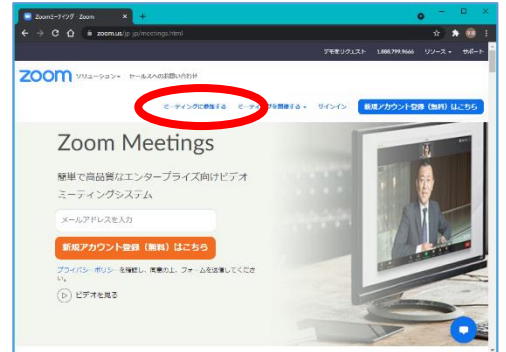 Zoomミーティング - Zoom
zoom.us/jp-jp/meetings.html
デモをリクエスト 1.888.799.9666 リソース サポート
zoom ソリューション セールスへのお問い合わせ
ミーティングに参加する ミーティングを開催する サインイン 新規アカウント登録（無料）はこちら
Zoom Meetings
簡単で高品質なエンタープライズ向けビデオ
ミーティングシステム
メールアドレスを入力
新規アカウント登録（無料）はこちら
プライバシーポリシーを確認し、同意の上、フォームを送信してくださ
い。
ビデオを見る